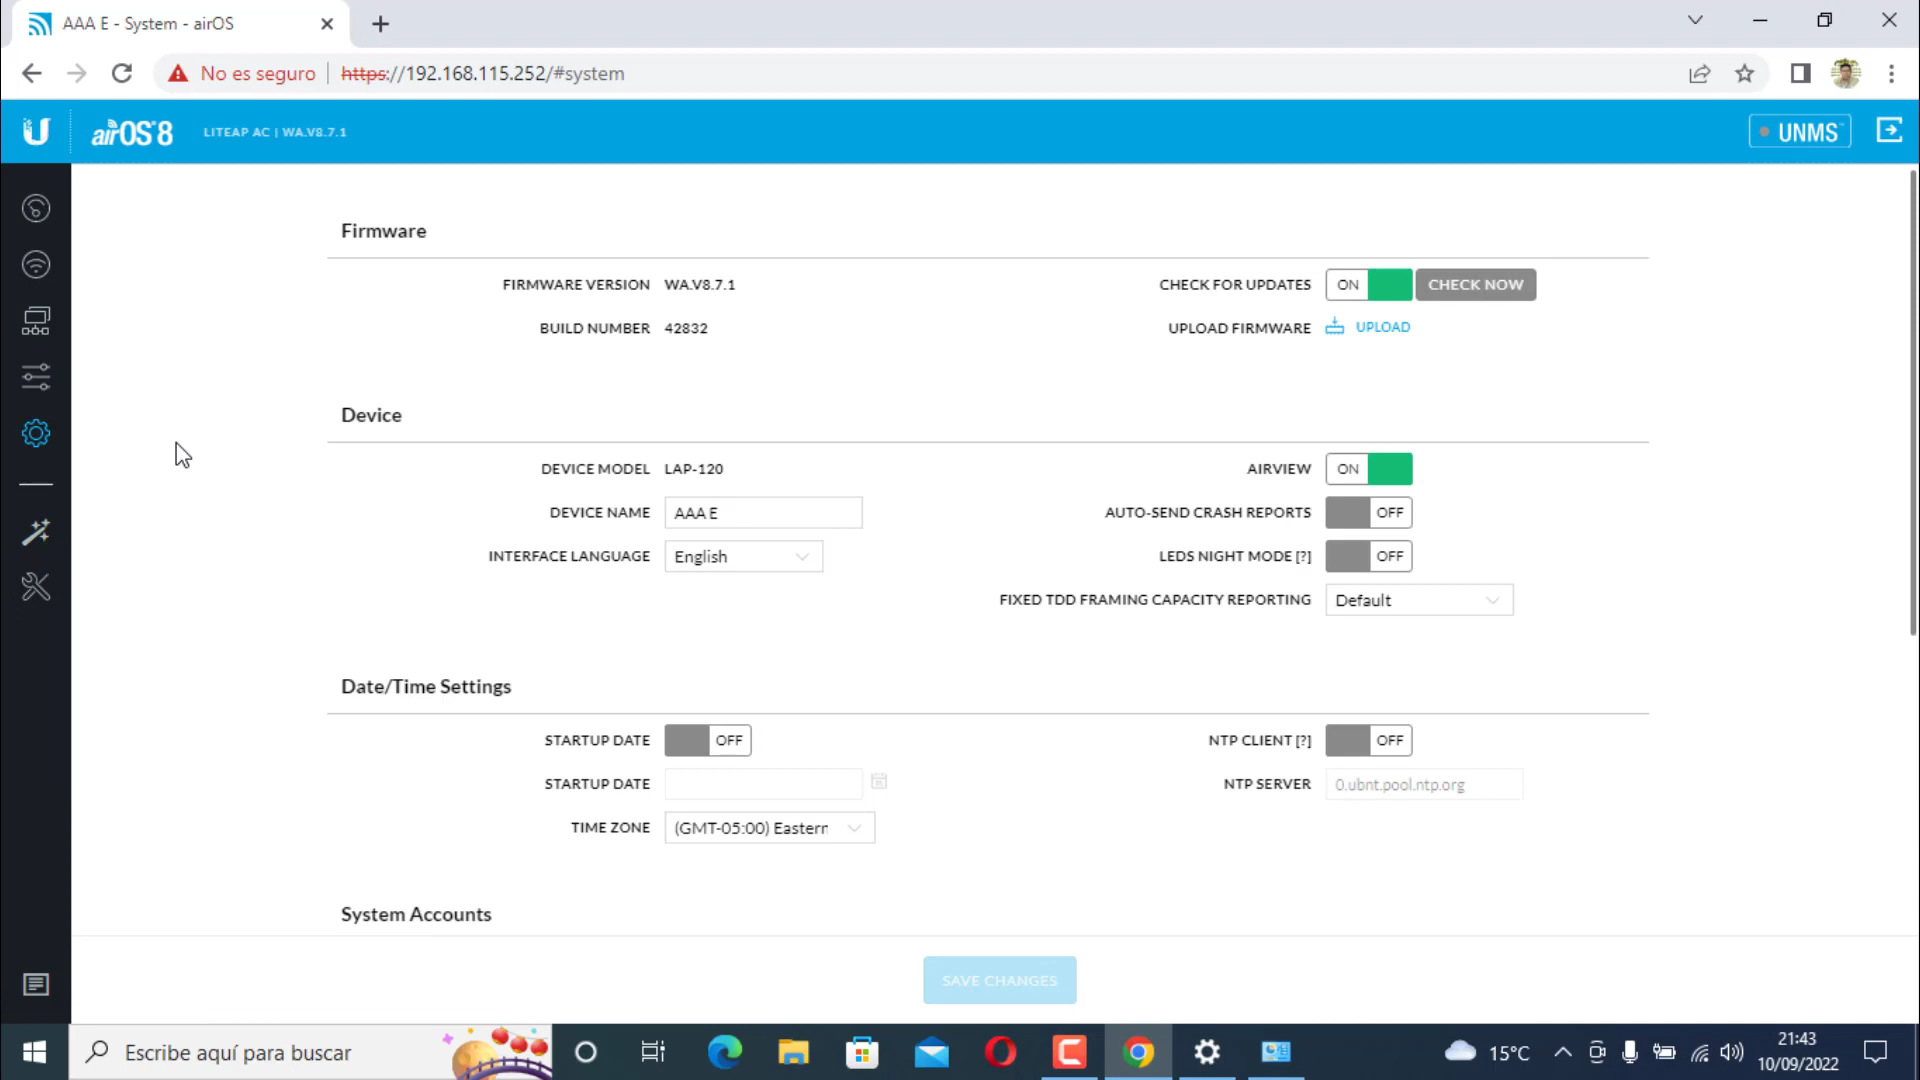 AAA E - System - airOS
No es seguro
https://192.168.115.252/#system
airOS 8
LITEAP AC | WA.V8.7.1
UNMS
Firmware
FIRMWARE VERSION WA.V8.7.1
CHECK FOR UPDATES ON CHECK NOW
BUILD NUMBER 42832
UPLOAD FIRMWARE UPLOAD
Device
DEVICE MODEL LAP-120
AIRVIEW ON
DEVICE NAME AAA E
AUTO-SEND CRASH REPORTS OFF
INTERFACE LANGUAGE English
LEDS NIGHT MODE [?] OFF
FIXED TDD FRAMING CAPACITY REPORTING Default
Date/Time Settings
STARTUP DATE OFF
NTP CLIENT [?] OFF
STARTUP DATE
NTP SERVER 0.ubnt.pool.ntp.org
TIME ZONE (GMT-05:00) Eastern
System Accounts
SAVE CHANGES
Escribe aquí para buscar
15°C
21:43
10/09/2022